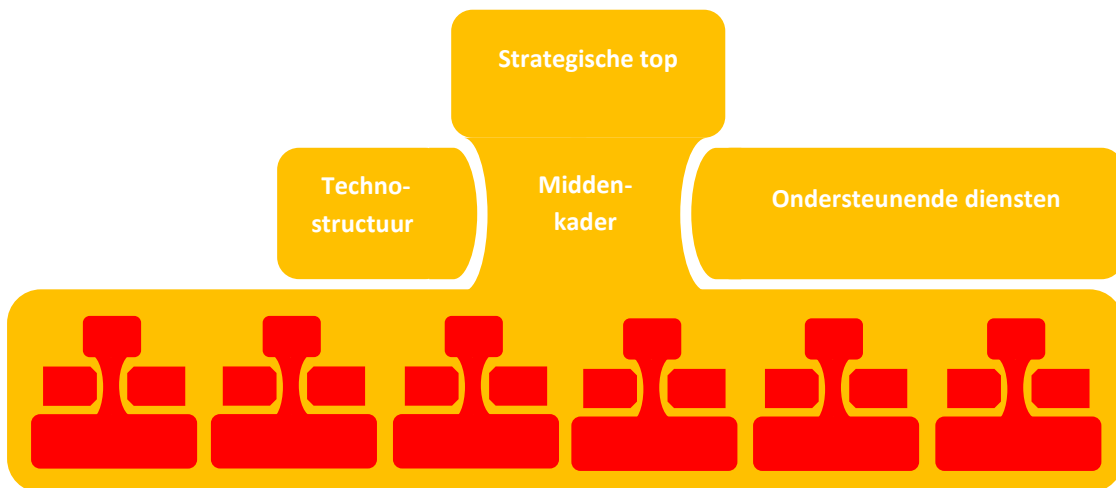 Strategische top
Techno-
structuur
Midden-
kader
Ondersteunende diensten